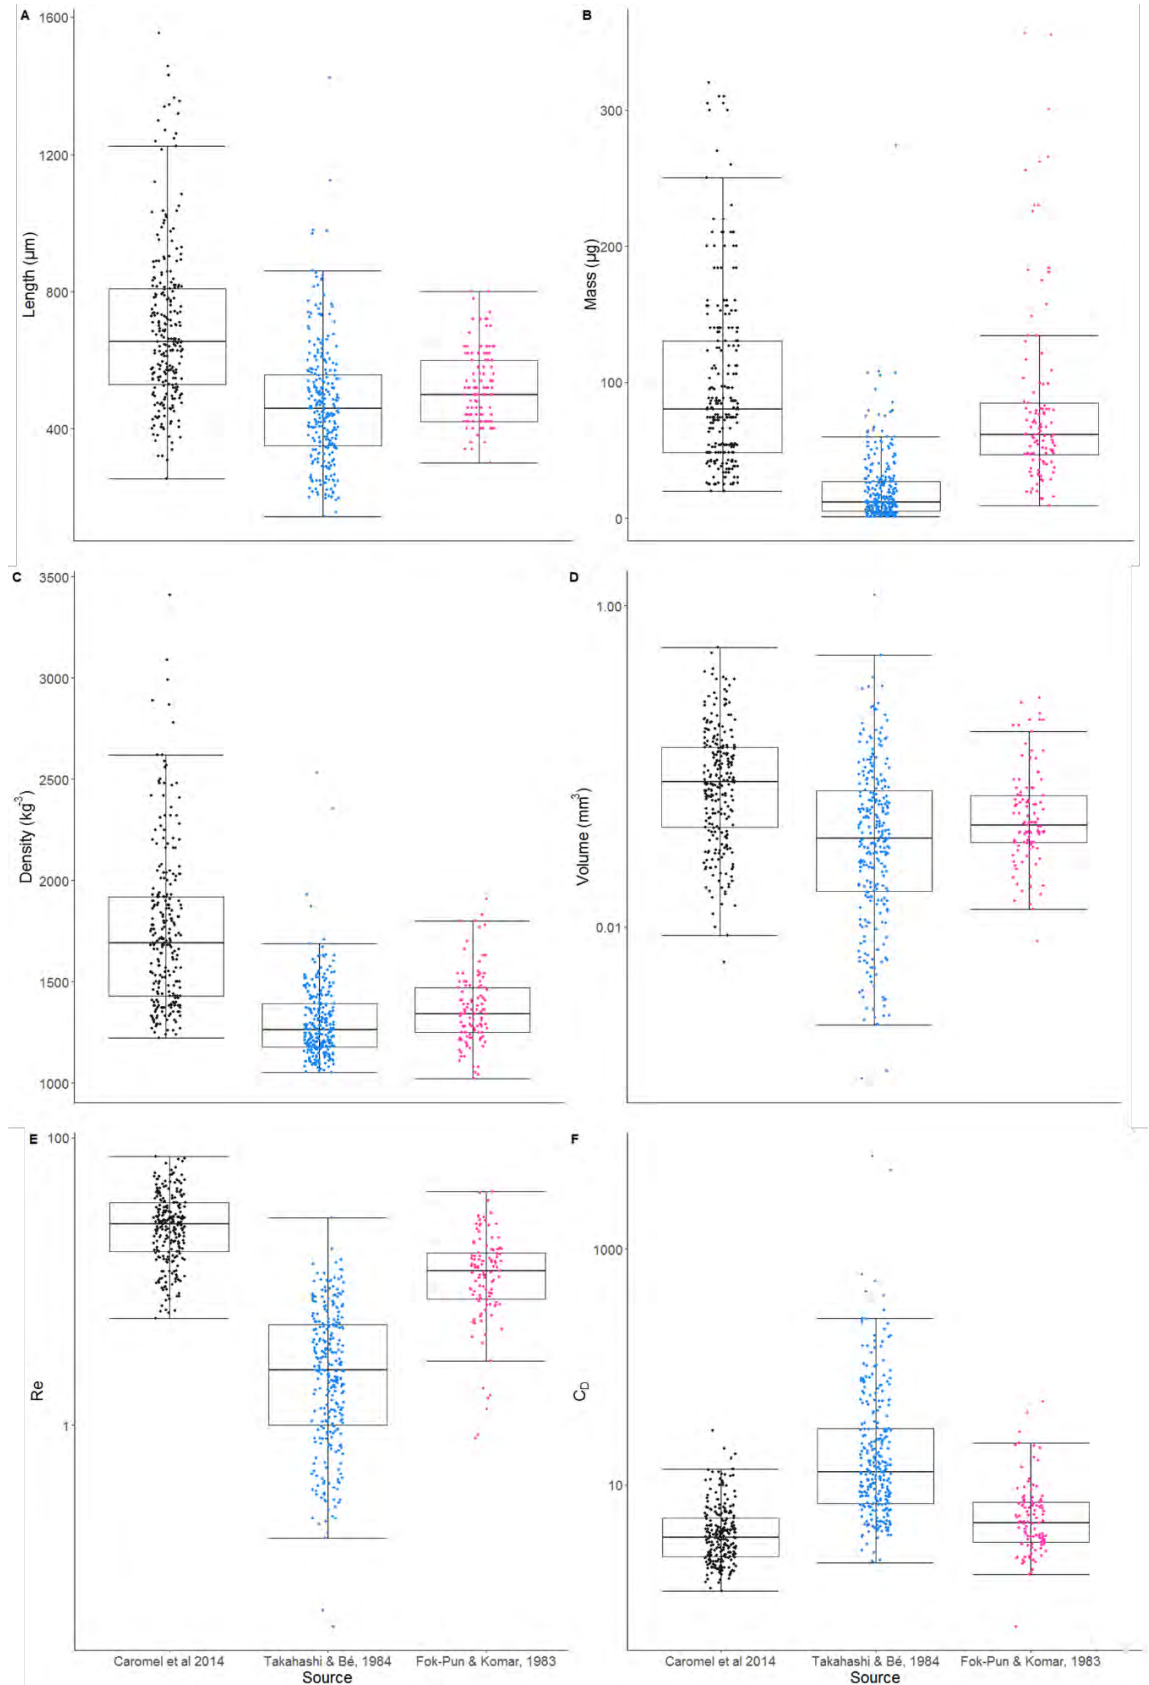 A
1600
1200
800
400
Length (µm)
B
300
200
100
0
Mass (µg)
C
3500
3000
2500
2000
1500
1000
Density (kg-3)
D
1.00
0.01
Volume (mm3)
E
100
1
Re
F
1000
10
CD
Caromel et al 2014 Takahashi & Bé, 1984 Fok-Pun & Komar, 1983
Source
Caromel et al 2014 Takahashi & Bé, 1984 Fok-Pun & Komar, 1983
Source